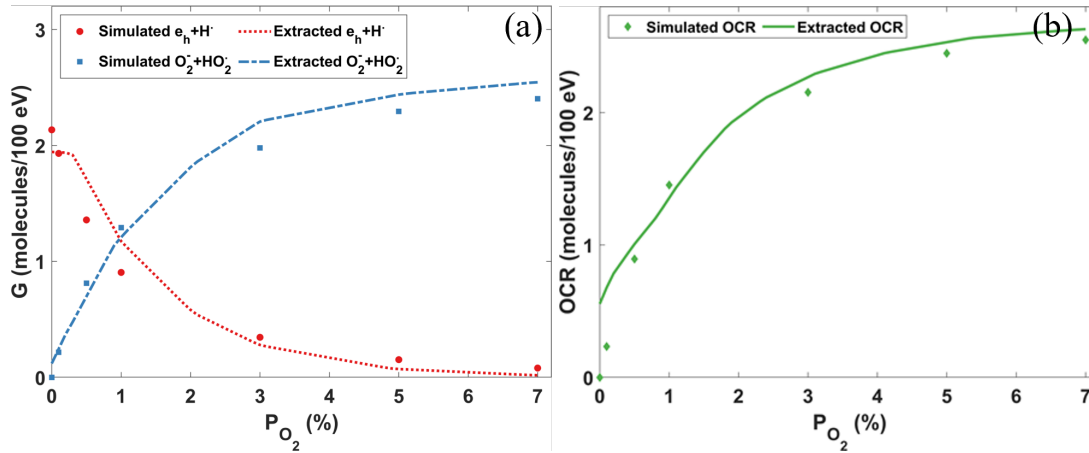 (a)
Simulated e_h+H· Extracted e_h+H·
Simulated O₂⁻+HO₂· Extracted O₂⁻+HO₂·
3
2
1
0
G (molecules/100 eV)
0 1 2 3 4 5 6 7
P_O₂ (%)
(b)
Simulated OCR Extracted OCR
2
1
0
OCR (molecules/100 eV)
0 1 2 3 4 5 6 7
P_O₂ (%)